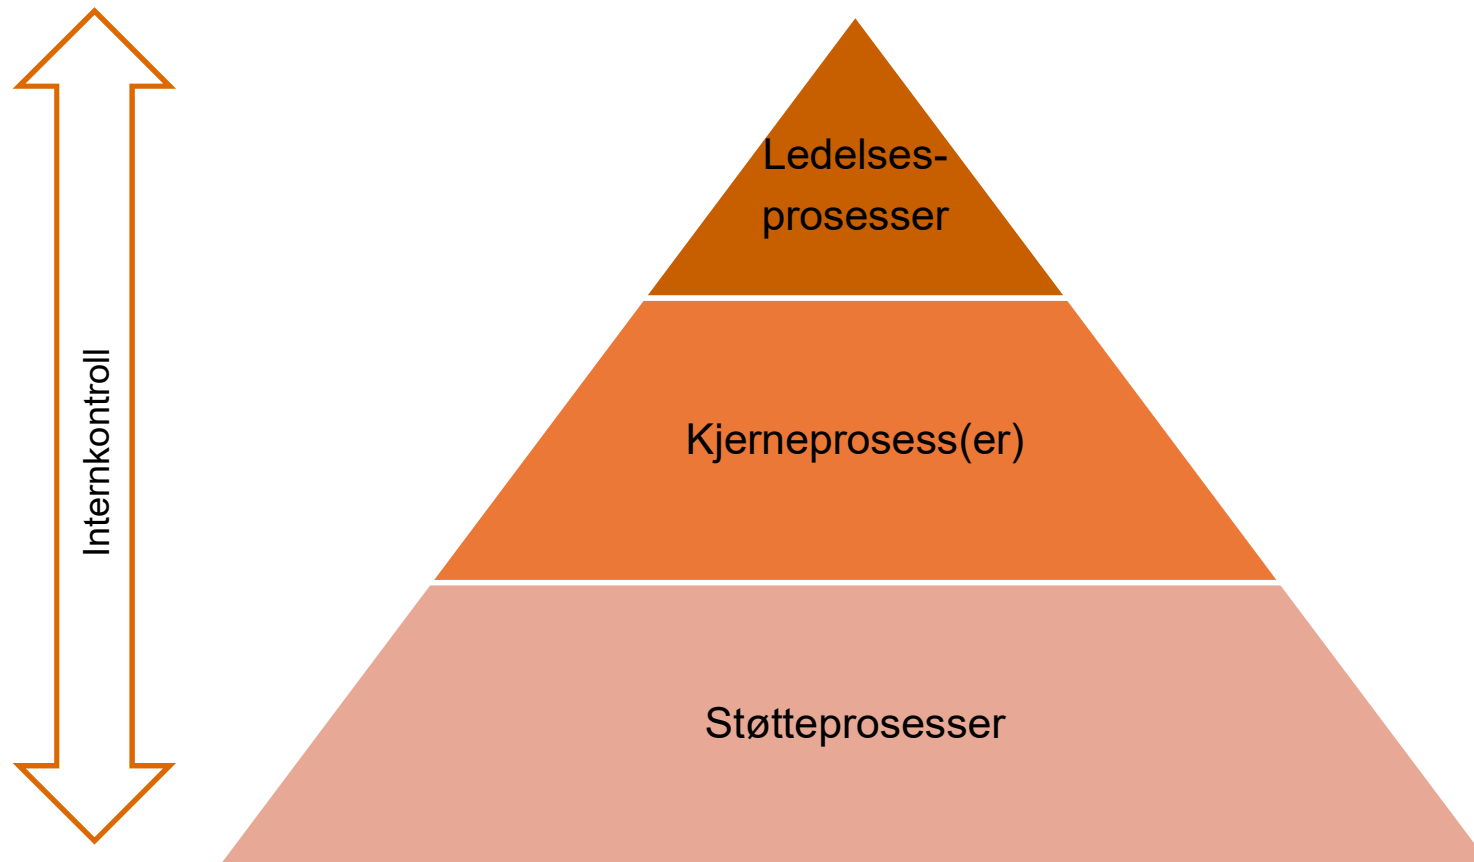 Internkontroll
Ledelses-
prosesser
Kjerneprosess(er)
Støtteprosesser